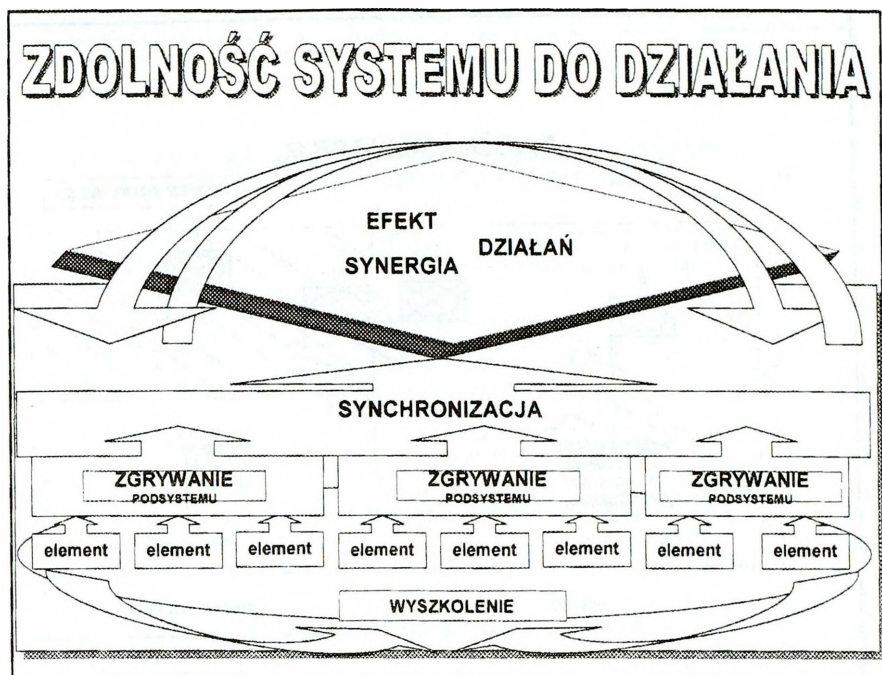 ZDOLNOŚĆ SYSTEMU DO DZIAŁANIA
EFEKT
SYNERGIA DZIAŁAŃ
SYNCHRONIZACJA
ZGRYWANIE ZGRYWANIE ZGRYWANIE
PODSYSTEMU PODSYSTEMU PODSYSTEMU
element element element element element element element element
WYSZKOLENIE